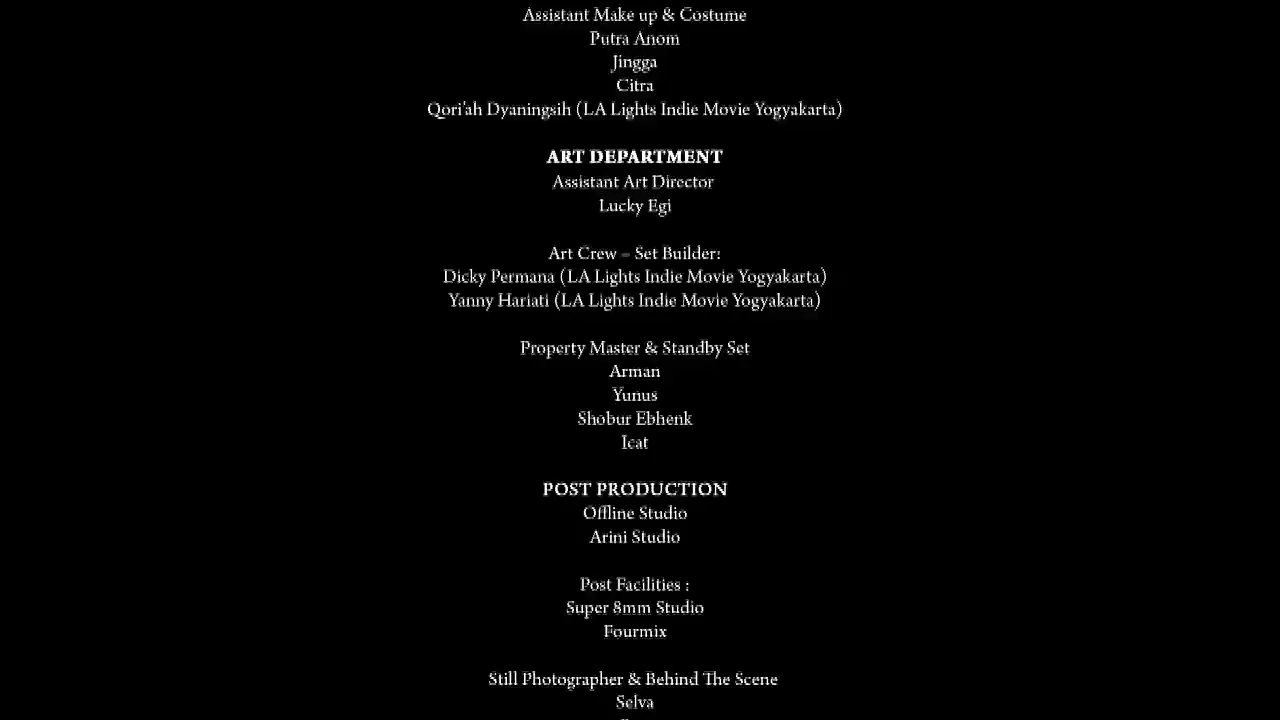 Assistant Make up & Costume
Putra Anom
Jingga
Citra
Qori'ah Dyaningsih (LA Lights Indie Movie Yogyakarta)
ART DEPARTMENT
Assistant Art Director
Lucky Egi
Art Crew – Set Builder:
Dicky Permana (LA Lights Indie Movie Yogyakarta)
Yanny Hariati (LA Lights Indie Movie Yogyakarta)
Property Master & Standby Set
Arman
Yunus
Shobur Ebhenk
Icat
POST PRODUCTION
Offline Studio
Arini Studio
Post Facilities :
Super 8mm Studio
Fourmix
Still Photographer & Behind The Scene
Selva